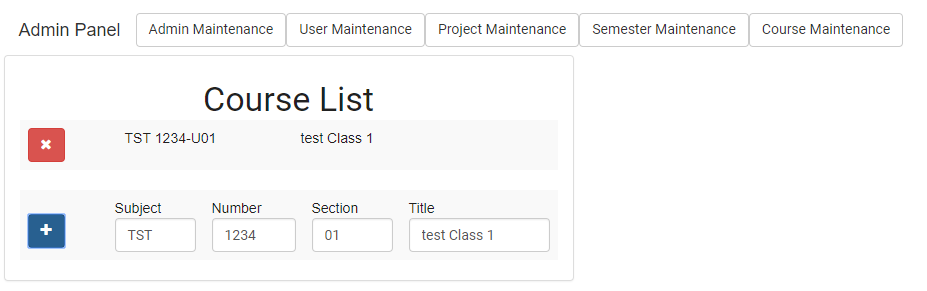 Admin Panel Admin Maintenance User Maintenance Project Maintenance Semester Maintenance Course Maintenance
Course List
TST 1234-U01 test Class 1
Subject Number Section Title
TST 1234 01 test Class 1